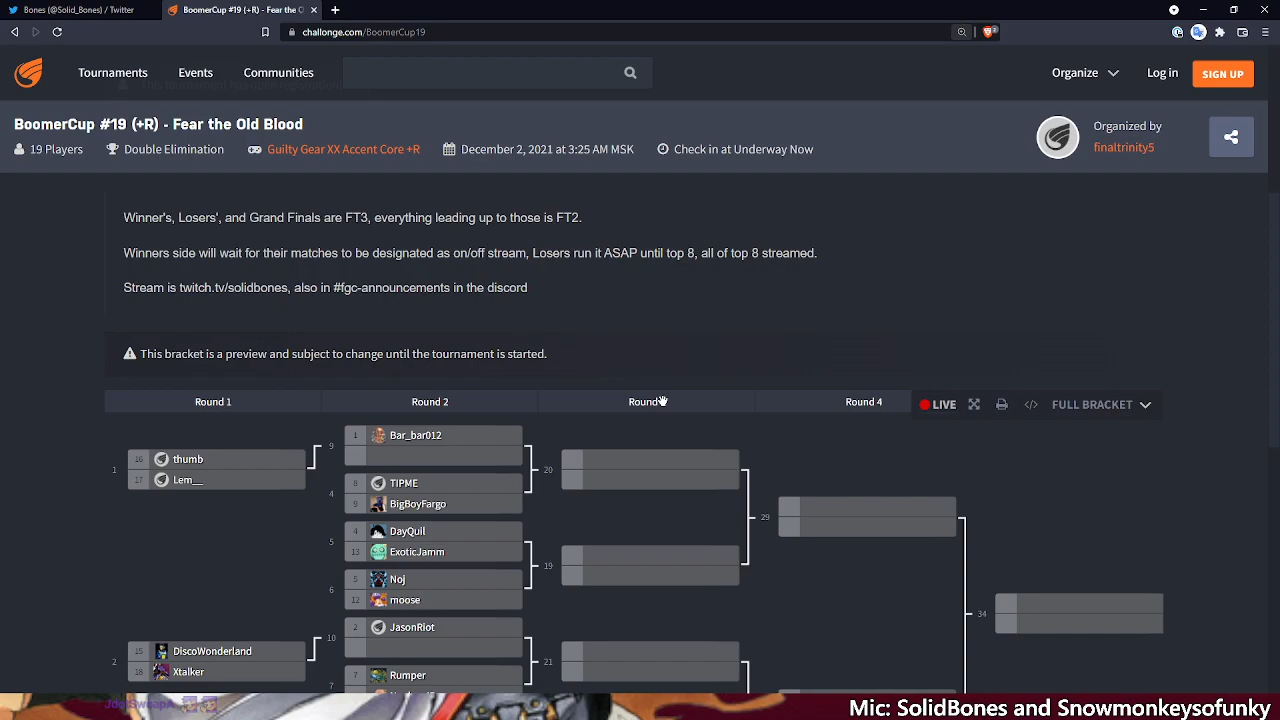 Bones (@Solid_Bones) / Twitter
BoomerCup #19 (+R) - Fear the O
challonge.com/BoomerCup19
Tournaments
Events
Communities
Organize
Log in
SIGN UP
BoomerCup #19 (+R) - Fear the Old Blood
19 Players
Double Elimination
Guilty Gear XX Accent Core +R
December 2, 2021 at 3:25 AM MSK
Check in at Underway Now
Organized by
finaltrinity5
Winner's, Losers', and Grand Finals are FT3, everything leading up to those is FT2.
Winners side will wait for their matches to be designated as on/off stream, Losers run it ASAP until top 8, all of top 8 streamed.
Stream is twitch.tv/solidbones, also in #fgc-announcements in the discord
This bracket is a preview and subject to change until the tournament is started.
Round 1
Round 2
Round
Round 4
LIVE
FULL BRACKET
1
16 thumb
17 Lem__
9
1 Bar_bar012
4
8 TIPME
9 BigBoyFargo
20
5
4 DayQuil
13 ExoticJamm
6
5 Noj
12 moose
19
29
34
2
15 DiscoWonderland
18 Xtalker
10
2 JasonRiot
7
7 Rumper
21
Mic: SolidBones and Snowmonkeysofunky